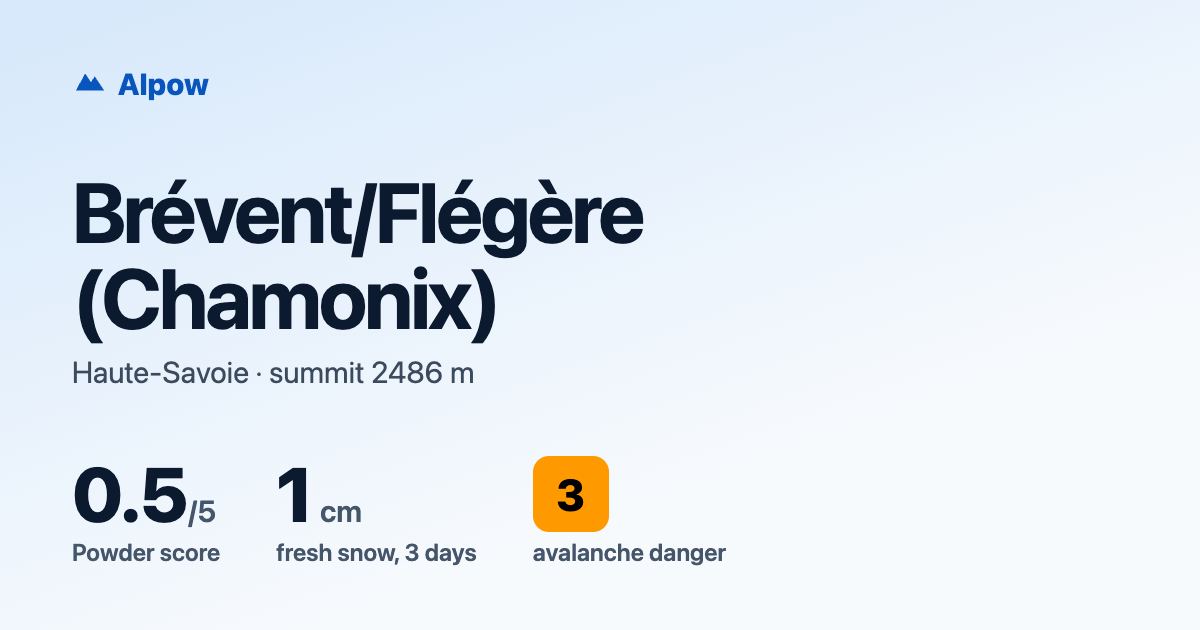 Alpow
Brévent/Flégère
(Chamonix)
Haute-Savoie · summit 2486 m
0.5/5
Powder score
1 cm
fresh snow, 3 days
3
avalanche danger